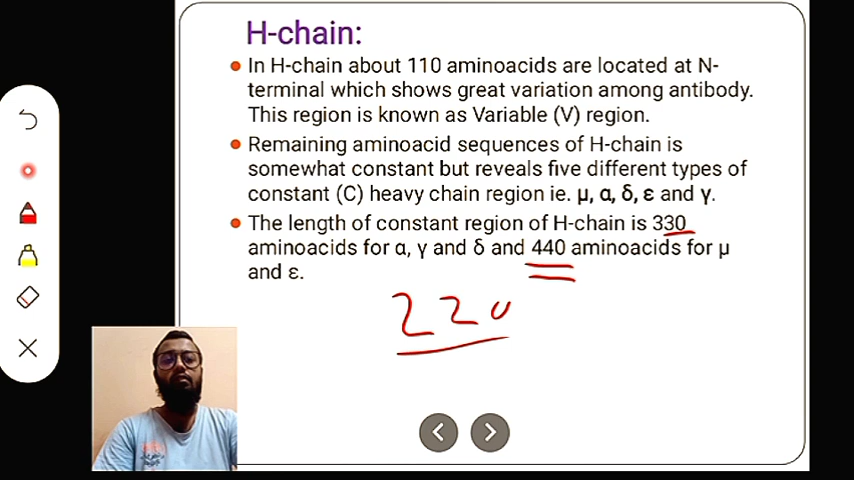 H-chain:
In H-chain about 110 aminoacids are located at N-
terminal which shows great variation among antibody.
This region is known as Variable (V) region.
Remaining aminoacid sequences of H-chain is
somewhat constant but reveals five different types of
constant (C) heavy chain region ie. μ, α, δ, ε and γ.
The length of constant region of H-chain is 330
aminoacids for α, γ and δ and 440 aminoacids for μ
and ε.
220